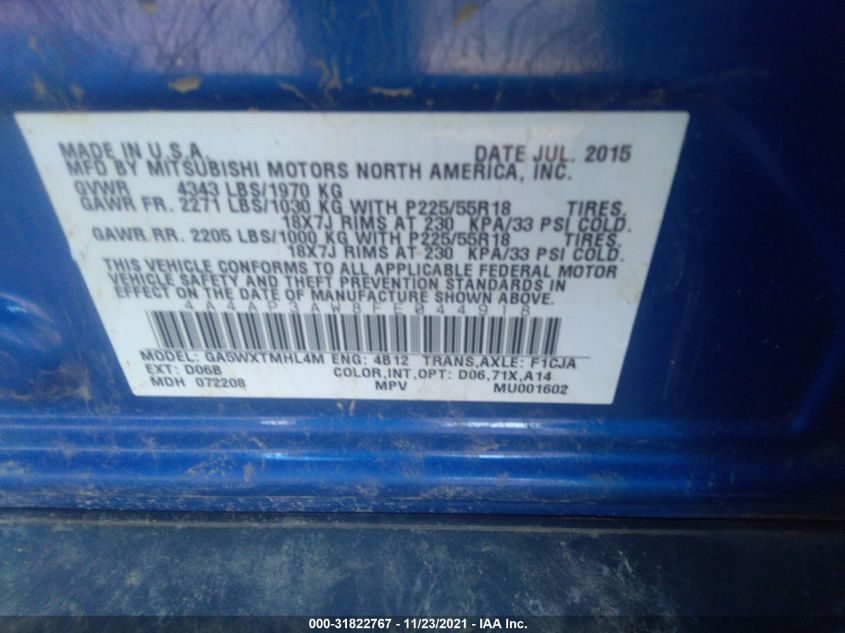 MADE IN U.S.A. DATE JUL. 2015
MFD BY MITSUBISHI MOTORS NORTH AMERICA, INC.
GVWR 4343 LBS/1970 KG
GAWR FR. 2271 LBS/1030 KG WITH P225/55R18 TIRES,
18X7J RIMS AT 230 KPA/33 PSI COLD.
GAWR RR. 2205 LBS/1000 KG WITH P225/55R18 TIRES,
18X7J RIMS AT 230 KPA/33 PSI COLD.
THIS VEHICLE CONFORMS TO ALL APPLICABLE FEDERAL MOTOR
VEHICLE SAFETY AND THEFT PREVENTION STANDARDS IN
EFFECT ON THE DATE OF MANUFACTURE SHOWN ABOVE.
4A4AP3AW8FE044918
MODEL: GA5WXTMHL4M ENG: 4B12 TRANS,AXLE: F1CJA
EXT: D06B COLOR,INT,OPT: D06,71X,A14
MDH 072208 MPV MU001602
000-31822767 - 11/23/2021 - IAA Inc.